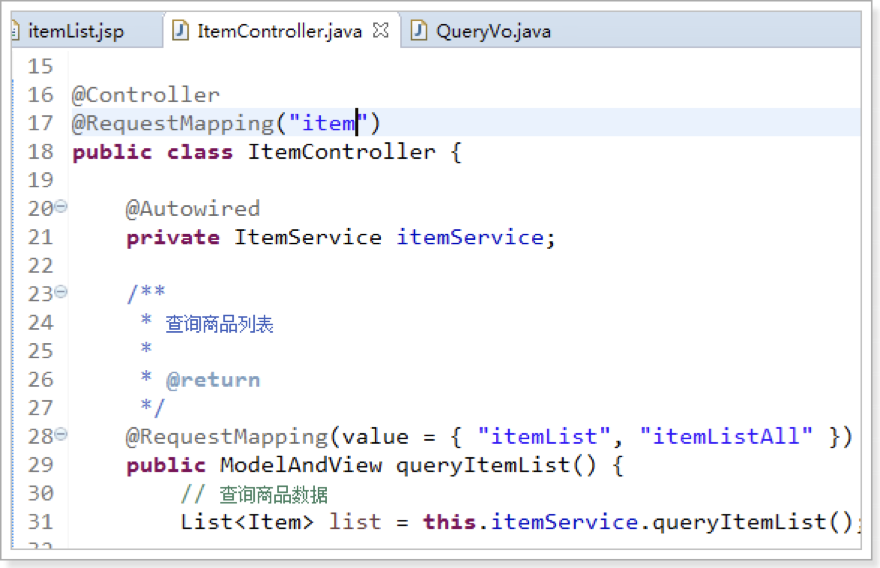 itemList.jsp ItemController.java QueryVo.java
15
16 @Controller
17 @RequestMapping("item")
18 public class ItemController {
19
20 @Autowired
21 private ItemService itemService;
22
23 /**
24 * 查询商品列表
25 *
26 * @return
27 */
28 @RequestMapping(value = { "itemList", "itemListAll" })
29 public ModelAndView queryItemList() {
30 // 查询商品数据
31 List<Item> list = this.itemService.queryItemList();